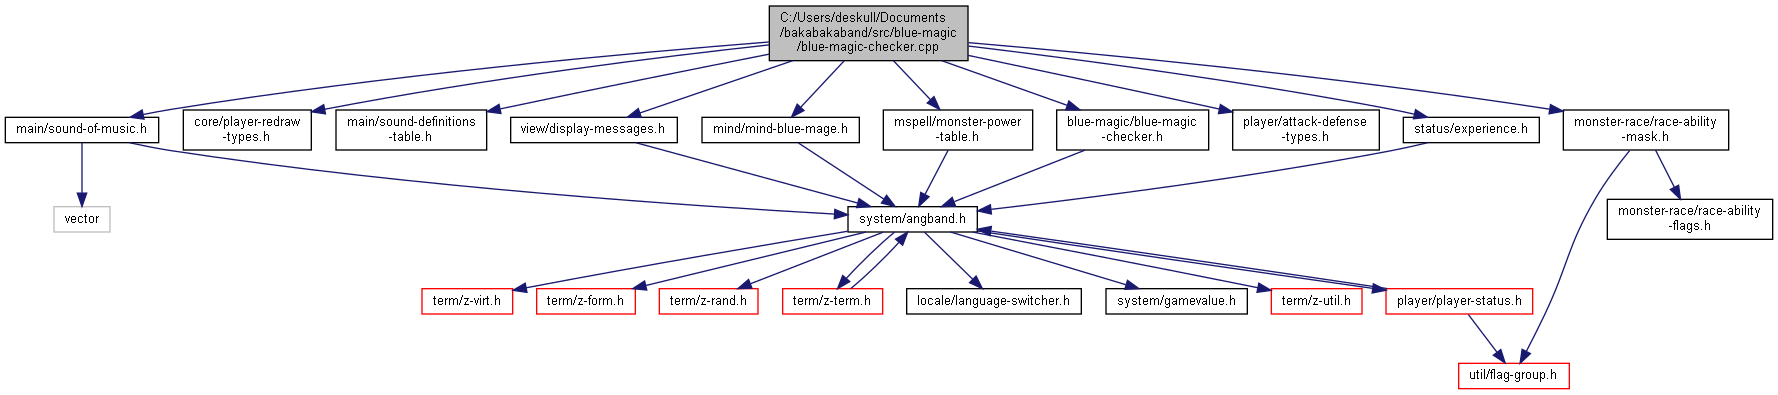 C:/Users/deskull/Documents
/bakabakaband/src/blue-magic
/blue-magic-checker.cpp
main/sound-of-music.h
core/player-redraw
-types.h
main/sound-definitions
-table.h
view/display-messages.h
mind/mind-blue-mage.h
mspell/monster-power
-table.h
blue-magic/blue-magic
-checker.h
player/attack-defense
-types.h
status/experience.h
monster-race/race-ability
-mask.h
vector
system/angband.h
monster-race/race-ability
-flags.h
term/z-virt.h
term/z-form.h
term/z-rand.h
term/z-term.h
locale/language-switcher.h
system/gamevalue.h
term/z-util.h
player/player-status.h
util/flag-group.h